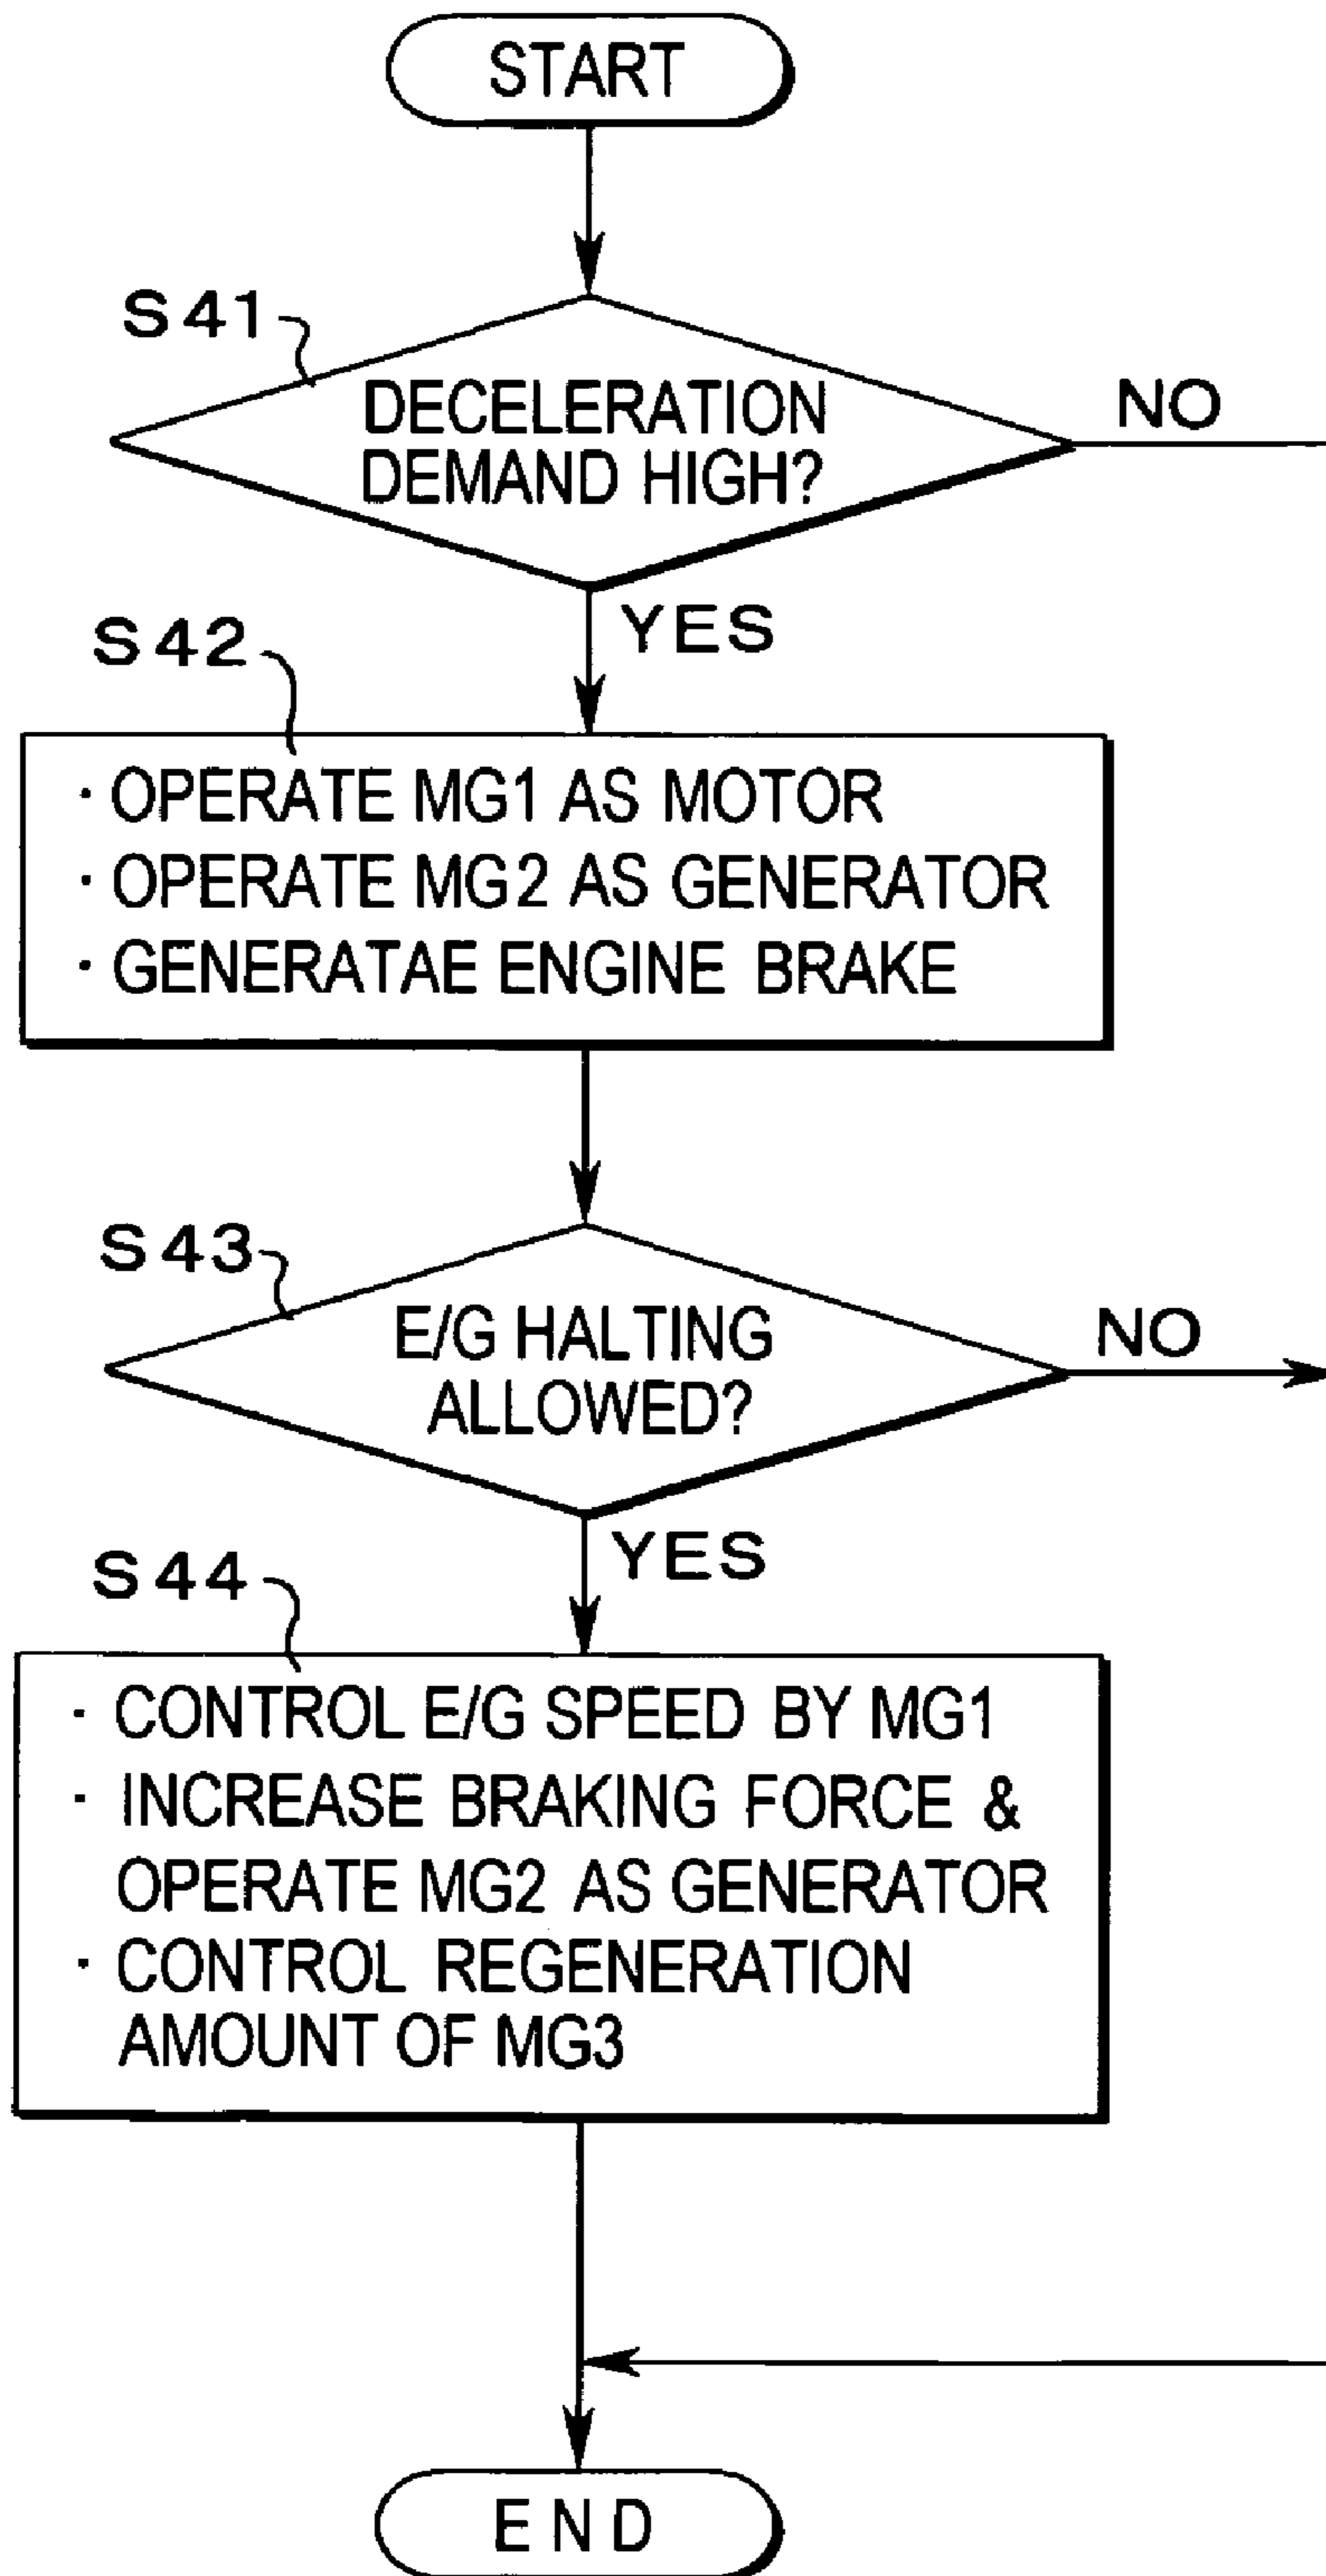 START
S41
DECELERATION
DEMAND HIGH?
NO
YES
S42
· OPERATE MG1 AS MOTOR
· OPERATE MG2 AS GENERATOR
· GENERATAE ENGINE BRAKE
S43
E/G HALTING
ALLOWED?
NO
YES
S44
· CONTROL E/G SPEED BY MG1
· INCREASE BRAKING FORCE &
OPERATE MG2 AS GENERATOR
· CONTROL REGENERATION
AMOUNT OF MG3
END